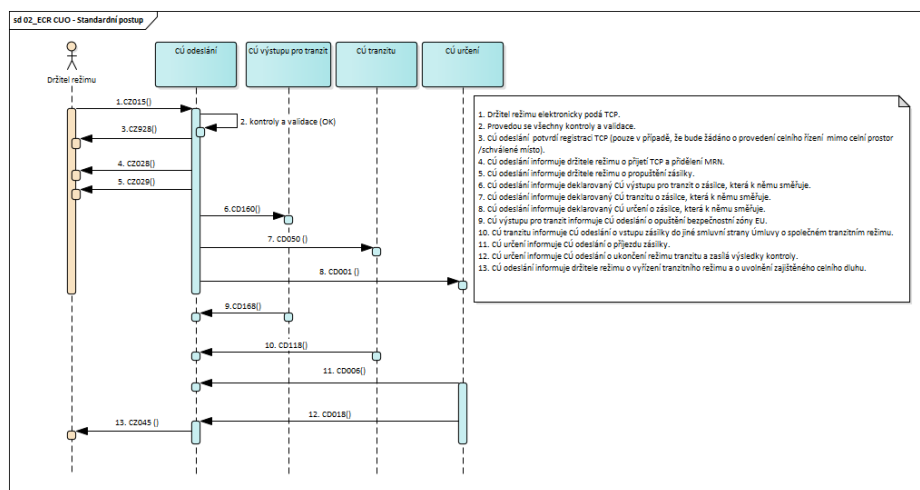 sd 02_ECR CUO - Standardní postup
Držitel režimu
CÚ odeslání
CÚ výstupu pro tranzit
CÚ tranzitu
CÚ určení
1.CZ015()
2. kontroly a validace (OK)
3. CZ928()
4. CZ028()
5. CZ029()
6.CD160()
7. CD050 ()
8. CD001 ()
9.CD168()
10. CD118()
11. CD006()
12. CD018()
13. CZ045 ()
1. Držitel režimu elektronicky podá TCP.
2. Provedou se všechny kontroly a validace.
3. CÚ odeslání potvrdí registraci TCP (pouze v případě, že bude žádáno o provedení celního řízení mimo celní prostor
/schválené místo).
4. CÚ odeslání informuje držitele režimu o přijetí TCP a přidělení MRN.
5. CÚ odeslání informuje držitele režimu o propuštění zásilky.
6. CÚ odeslání informuje deklarovaný CÚ výstupu pro tranzit o zásilce, která k němu směřuje.
7. CÚ odeslání informuje deklarovaný CÚ tranzitu o zásilce, která k němu směřuje.
8. CÚ odeslání informuje deklarovaný CÚ určení o zásilce, která k němu směřuje.
9. CÚ výstupu pro tranzit informuje CÚ odeslání o opuštění bezpečnostní zóny EU.
10. CÚ tranzitu informuje CÚ odeslání o vstupu zásilky do jiné smluvní strany Úmluvy o společném tranzitním režimu.
11. CÚ určení informuje CÚ odeslání o příjezdu zásilky.
12. CÚ určení informuje CÚ odeslání o ukončení režimu tranzitu a zasílá výsledky kontroly.
13. CÚ odeslání informuje držitele režimu o vyřízení tranzitního režimu a o uvolnění zajištěného celního dluhu.